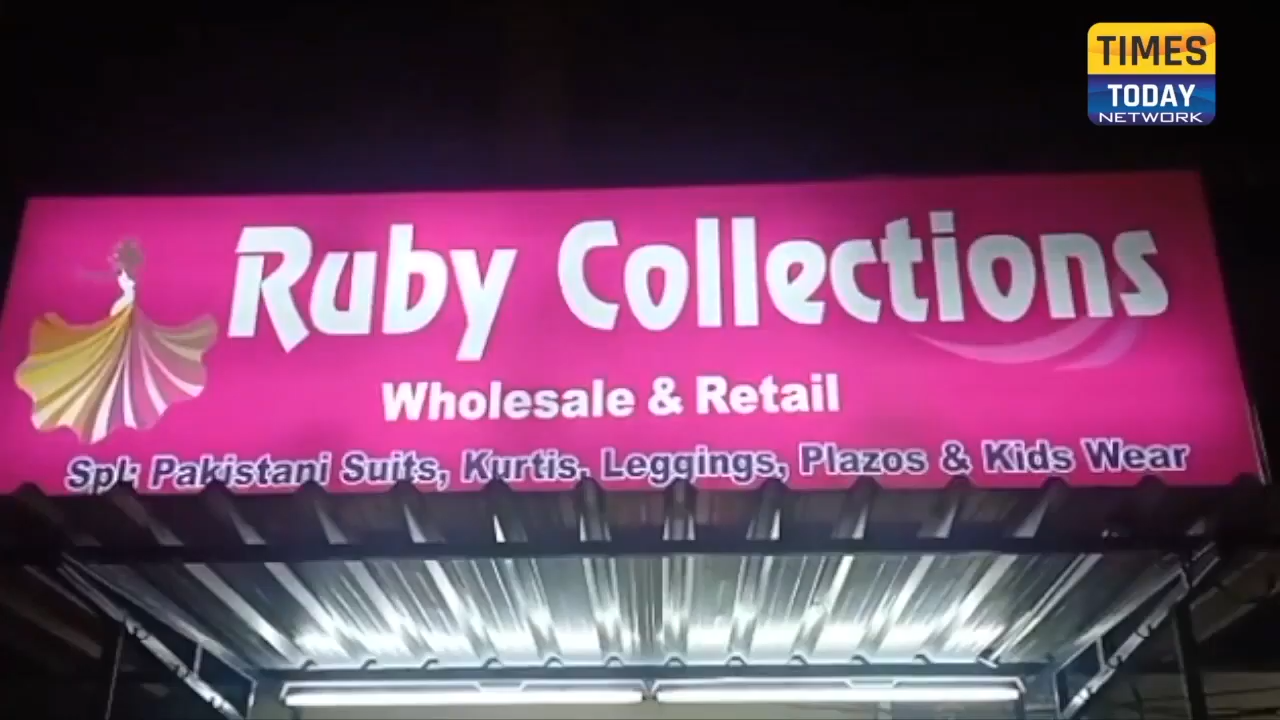 TIMES
TODAY
NETWORK
Ruby Collections
Wholesale & Retail
Spl: Pakistani Suits, Kurtis, Leggings, Plazos & Kids Wear